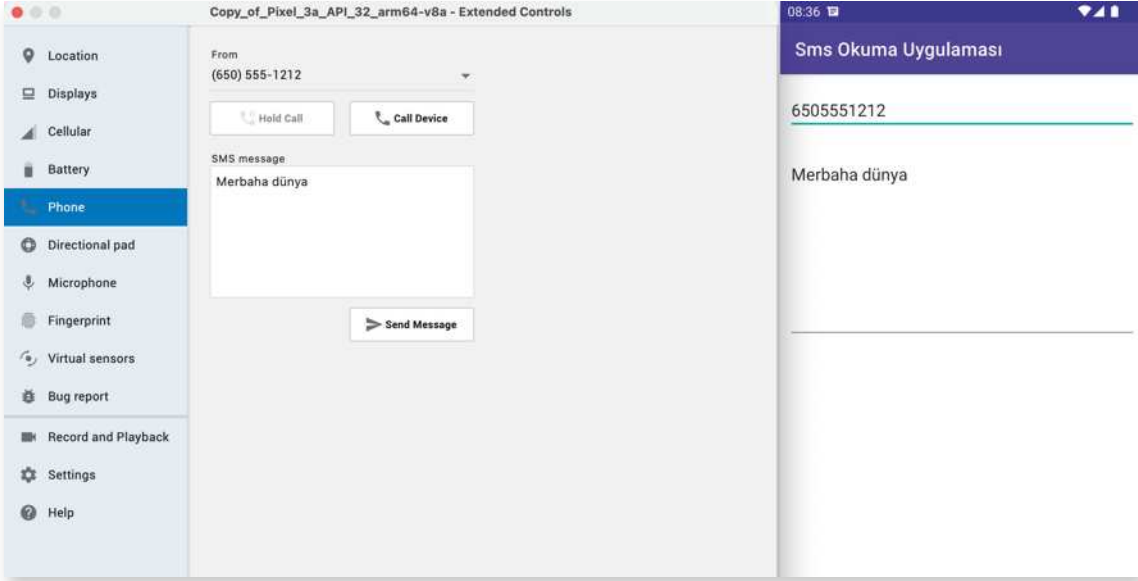 Copy_of_Pixel_3a_API_32_arm64-v8a - Extended Controls
Location
Displays
Cellular
Battery
Phone
Directional pad
Microphone
Fingerprint
Virtual sensors
Bug report
Record and Playback
Settings
Help
From
(650) 555-1212
Hold Call
Call Device
SMS message
Merbaha dünya
Send Message
08:36
Sms Okuma Uygulaması
6505551212
Merbaha dünya